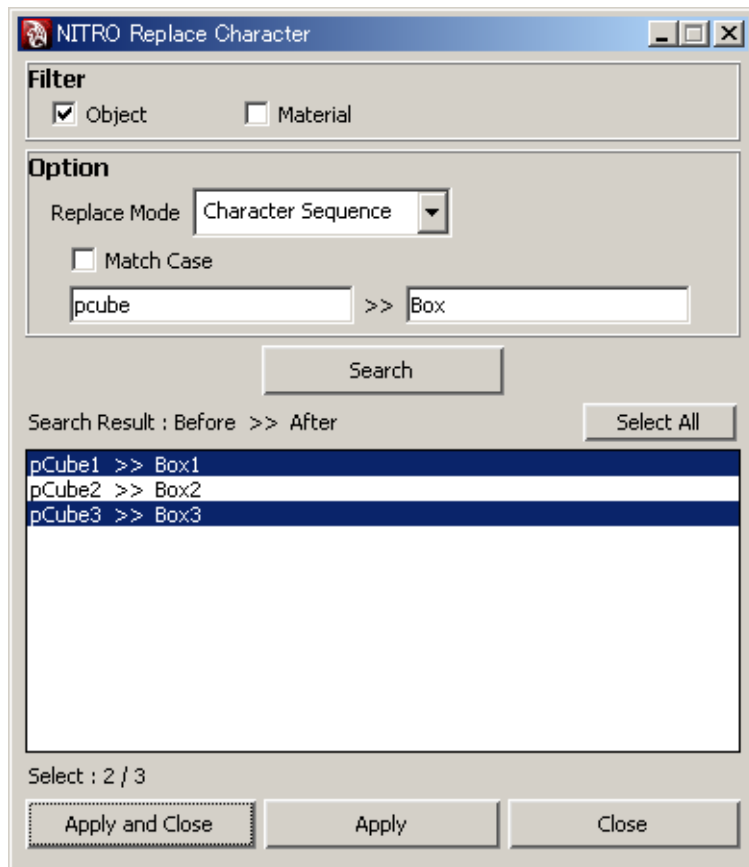 NITRO Replace Character
Filter
Object Material
Option
Replace Mode Character Sequence
Match Case
pcube >> Box
Search
Search Result : Before >> After Select All
pCube1 >> Box1
pCube2 >> Box2
pCube3 >> Box3
Select : 2 / 3
Apply and Close Apply Close